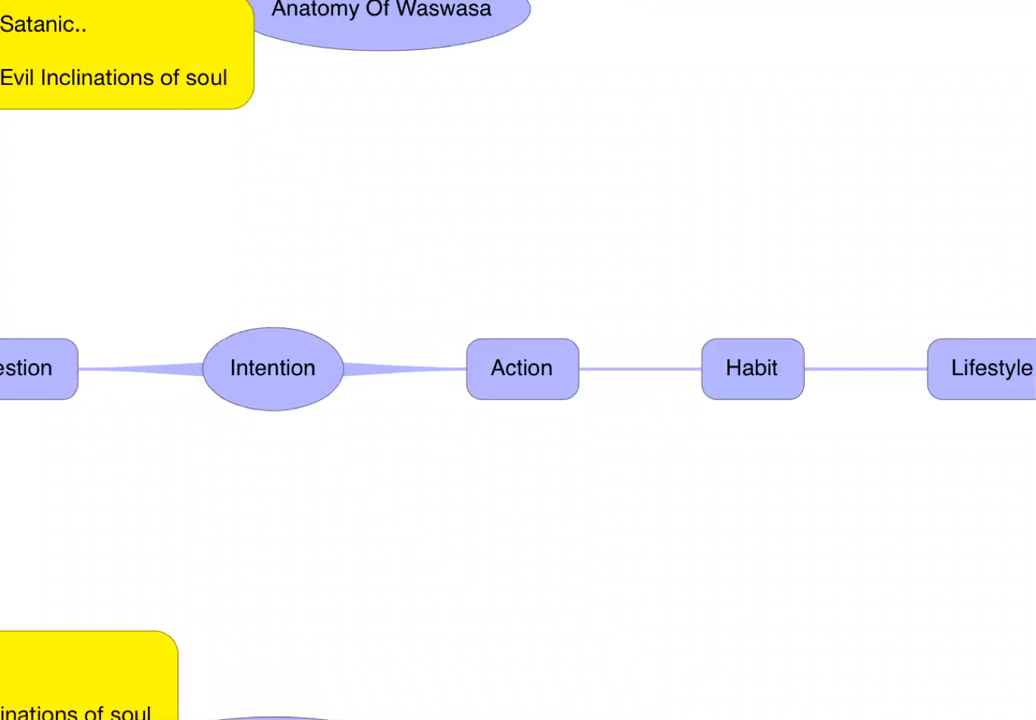 Anatomy Of Waswasa
Satanic..
Evil Inclinations of soul
estion
Intention
Action
Habit
Lifestyle
inations of soul